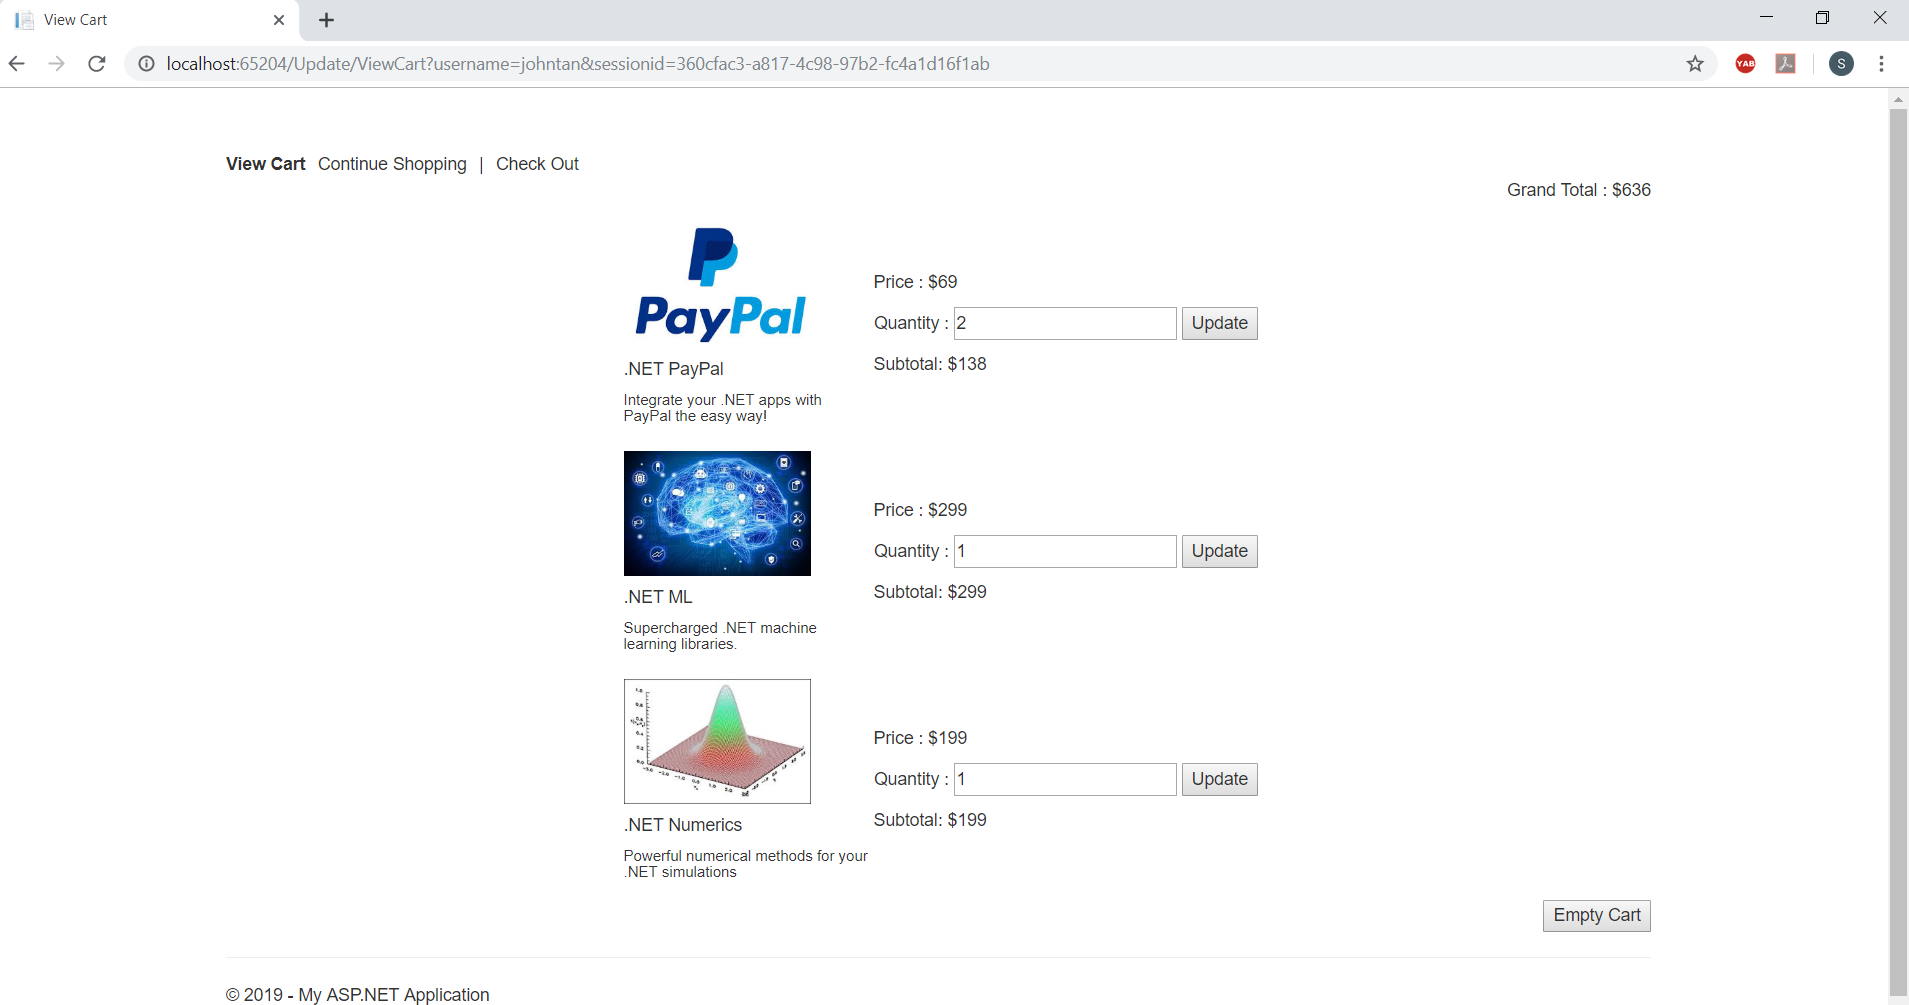 View Cart
localhost:65204/Update/ViewCart?username=johntan&sessionid=360cfac3-a817-4c98-97b2-fc4a1d16f1ab
YAB
S
View Cart Continue Shopping | Check Out
Grand Total : $636
PayPal
Price : $69
Quantity : 2 Update
Subtotal: $138
.NET PayPal
Integrate your .NET apps with
PayPal the easy way!
Price : $299
Quantity : 1 Update
Subtotal: $299
.NET ML
Supercharged .NET machine
learning libraries.
Price : $199
Quantity : 1 Update
Subtotal: $199
.NET Numerics
Powerful numerical methods for your
.NET simulations
Empty Cart
© 2019 - My ASP.NET Application